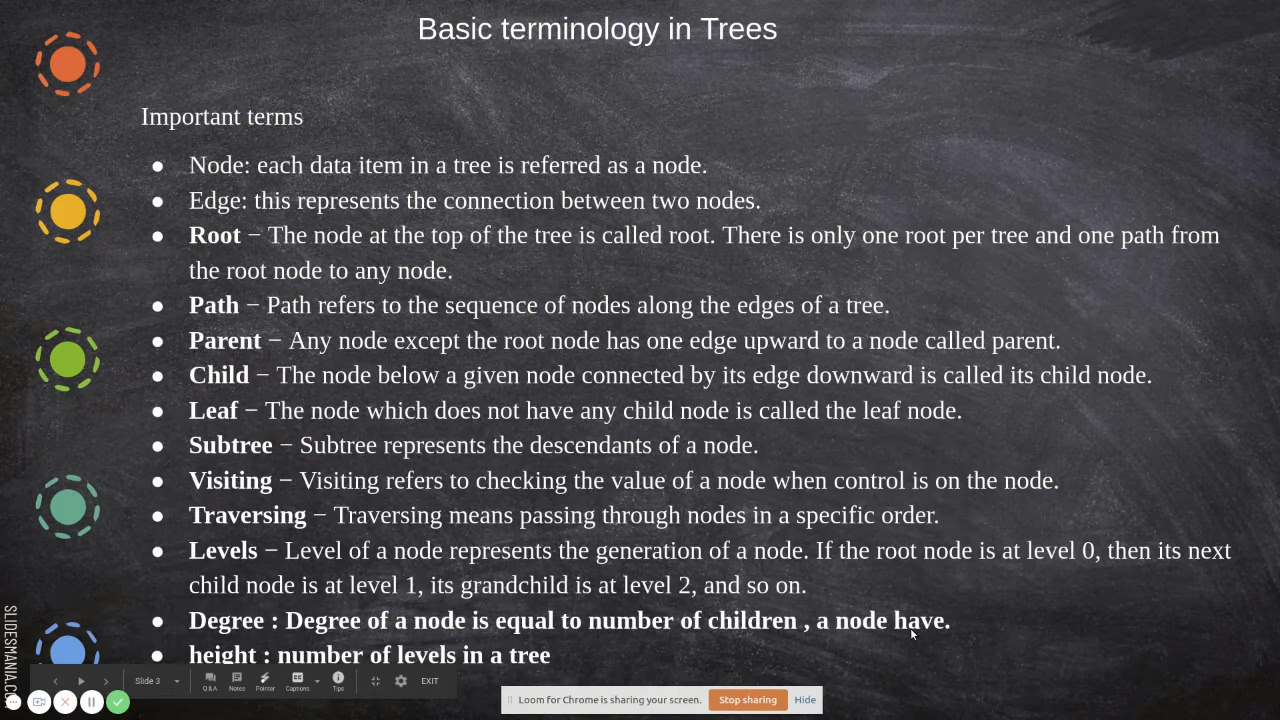 Basic terminology in Trees
Important terms
● Node: each data item in a tree is referred as a node.
● Edge: this represents the connection between two nodes.
● Root − The node at the top of the tree is called root. There is only one root per tree and one path from
the root node to any node.
● Path − Path refers to the sequence of nodes along the edges of a tree.
● Parent − Any node except the root node has one edge upward to a node called parent.
● Child − The node below a given node connected by its edge downward is called its child node.
● Leaf − The node which does not have any child node is called the leaf node.
● Subtree − Subtree represents the descendants of a node.
● Visiting − Visiting refers to checking the value of a node when control is on the node.
● Traversing − Traversing means passing through nodes in a specific order.
● Levels − Level of a node represents the generation of a node. If the root node is at level 0, then its next
child node is at level 1, its grandchild is at level 2, and so on.
● Degree : Degree of a node is equal to number of children , a node have.
● height : number of levels in a tree
SLIDESMANIA.CO
Slide 3
Q&A Notes Pointer Captions Tips EXIT
Loom for Chrome is sharing your screen. Stop sharing Hide